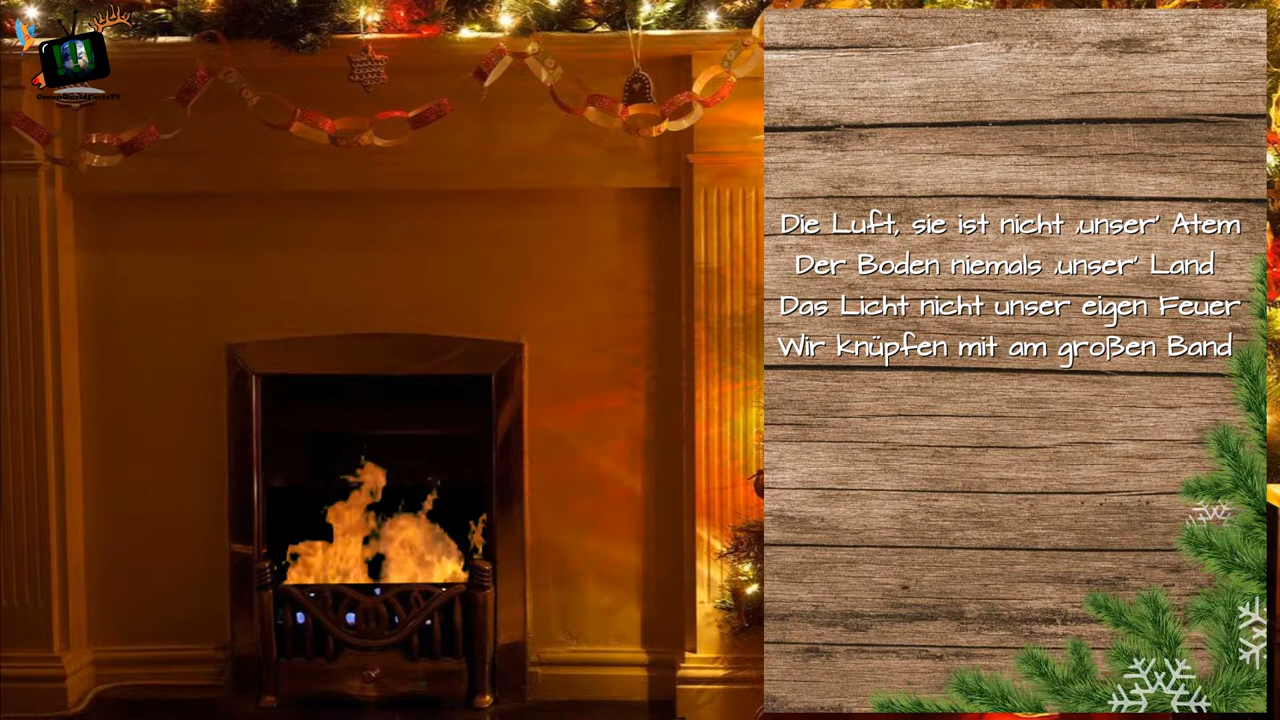 Die Luft, sie ist nicht ‚unser’ Atem
Der Boden niemals ‚unser’ Land
Das Licht nicht unser eigen Feuer
Wir knüpfen mit am großen Band